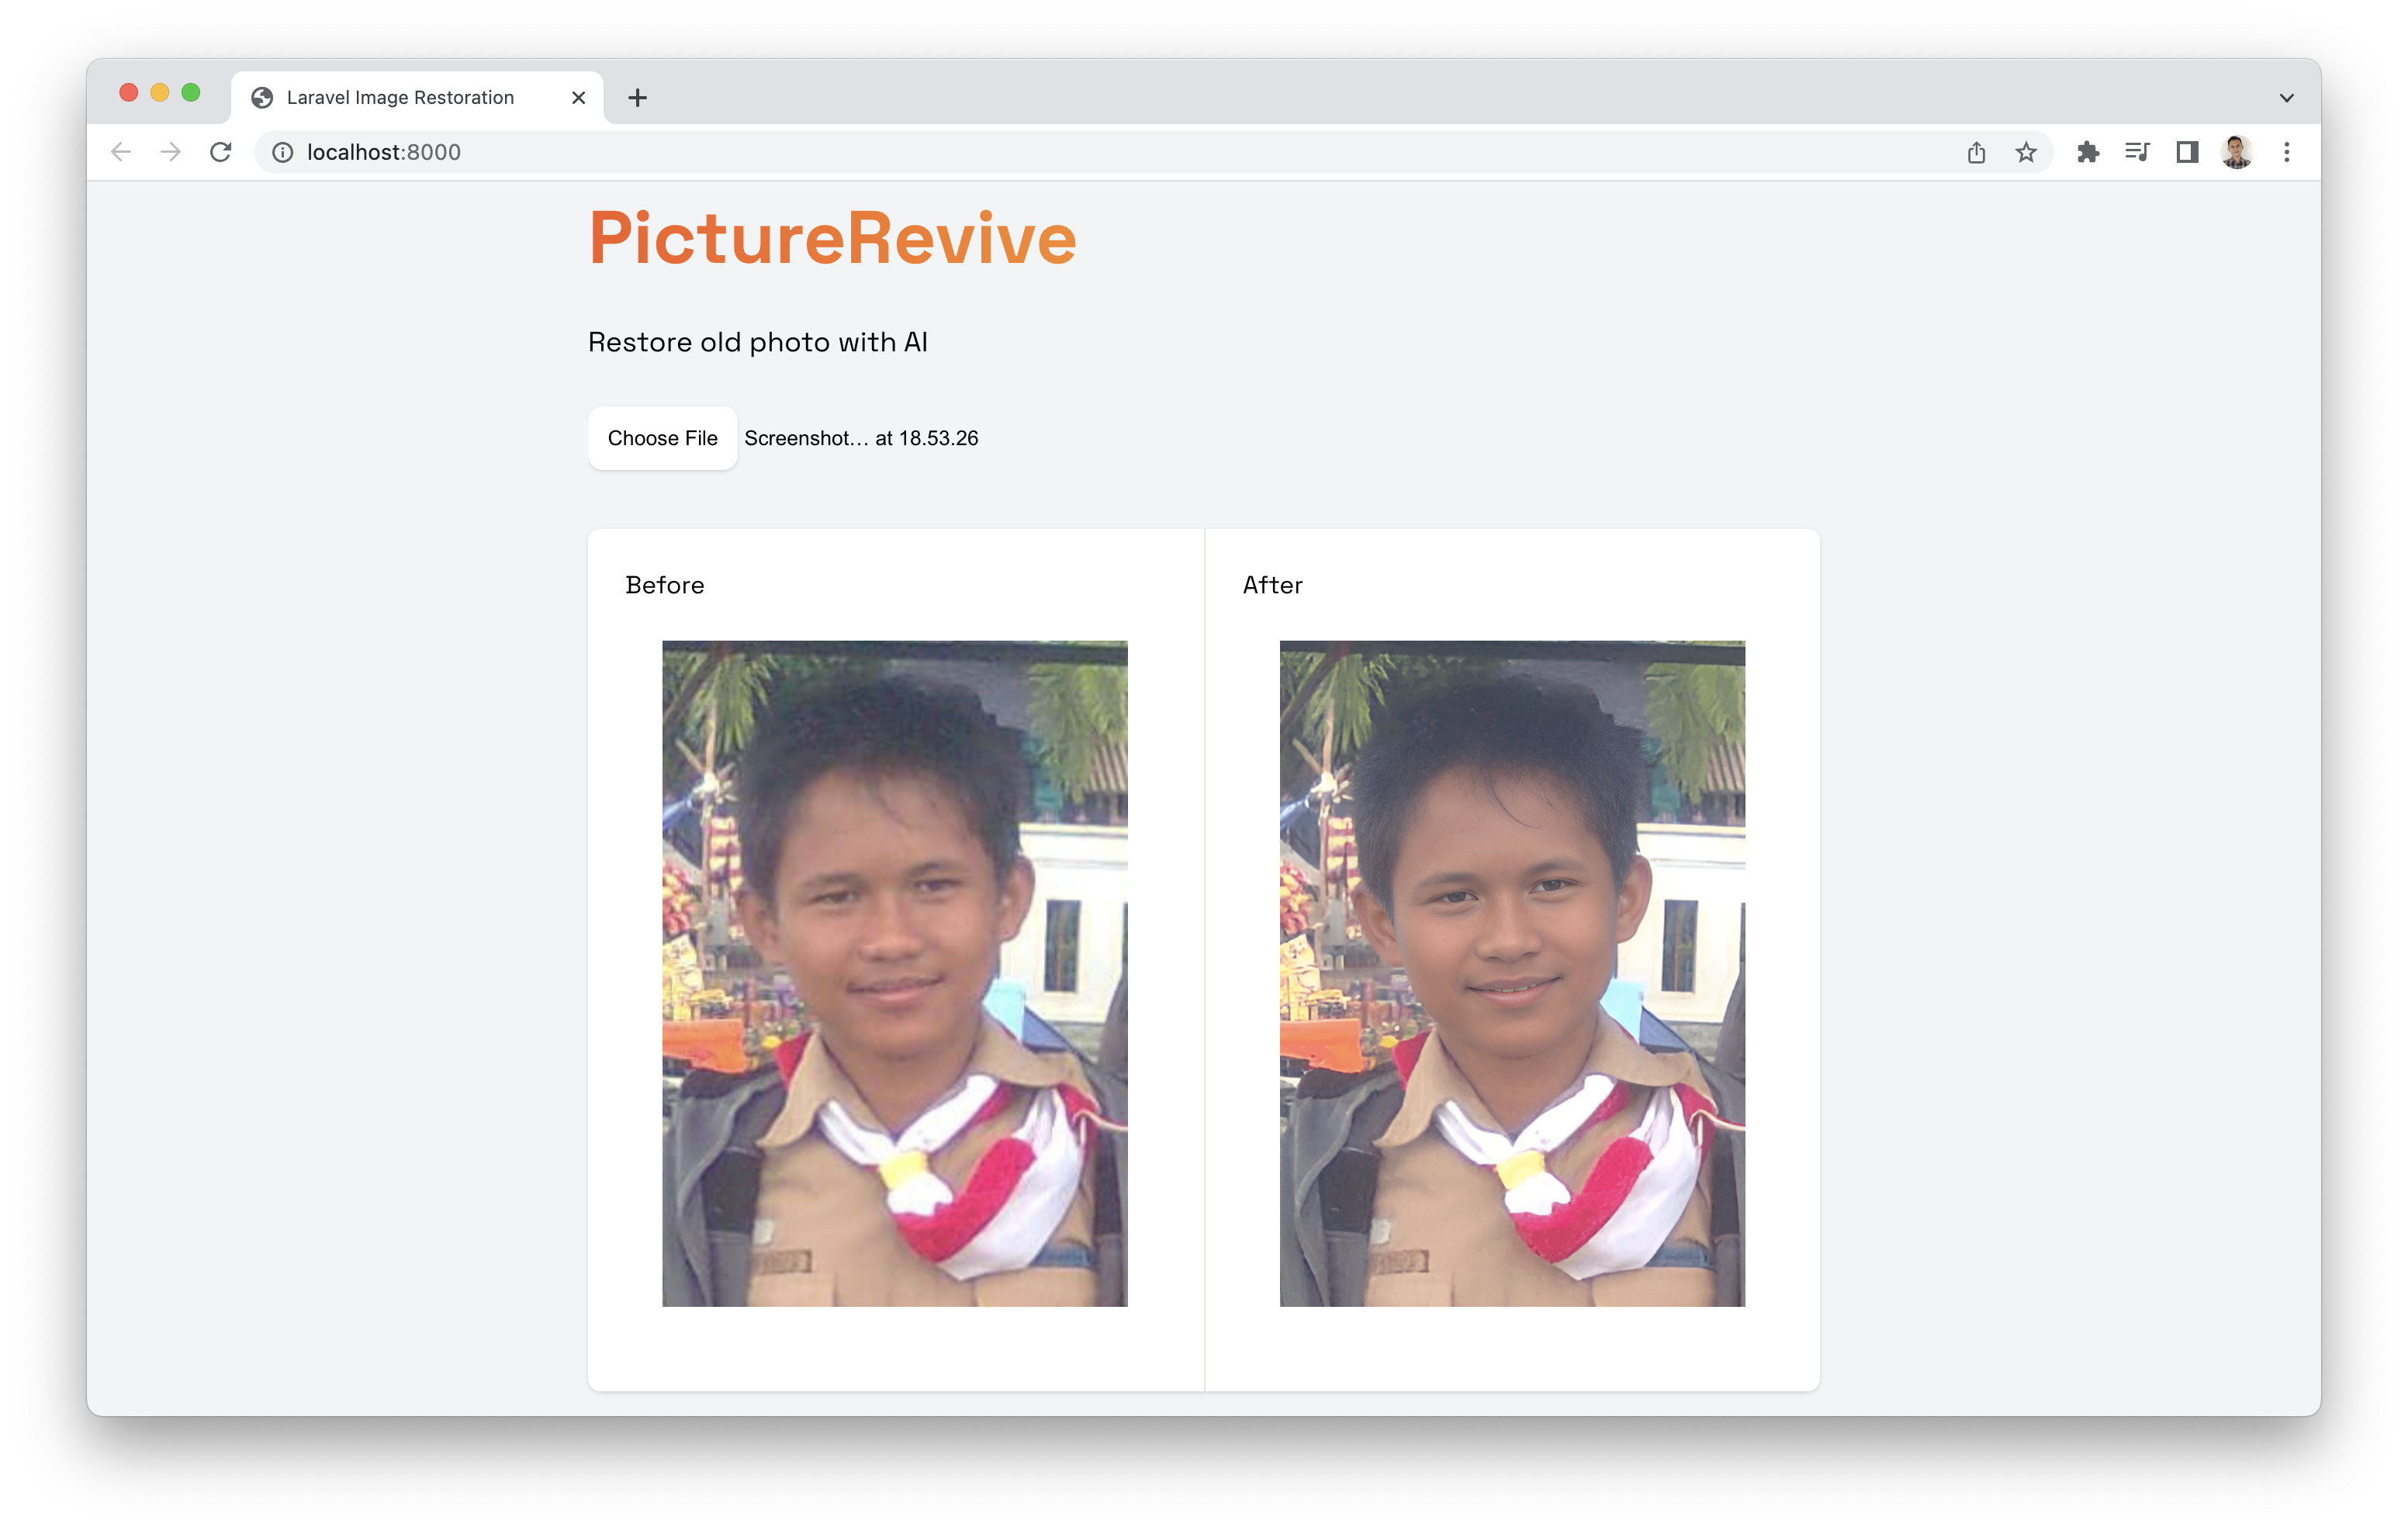 Laravel Image Restoration
localhost:8000
PictureRevive
Restore old photo with AI
Choose File Screenshot... at 18.53.26
Before
After